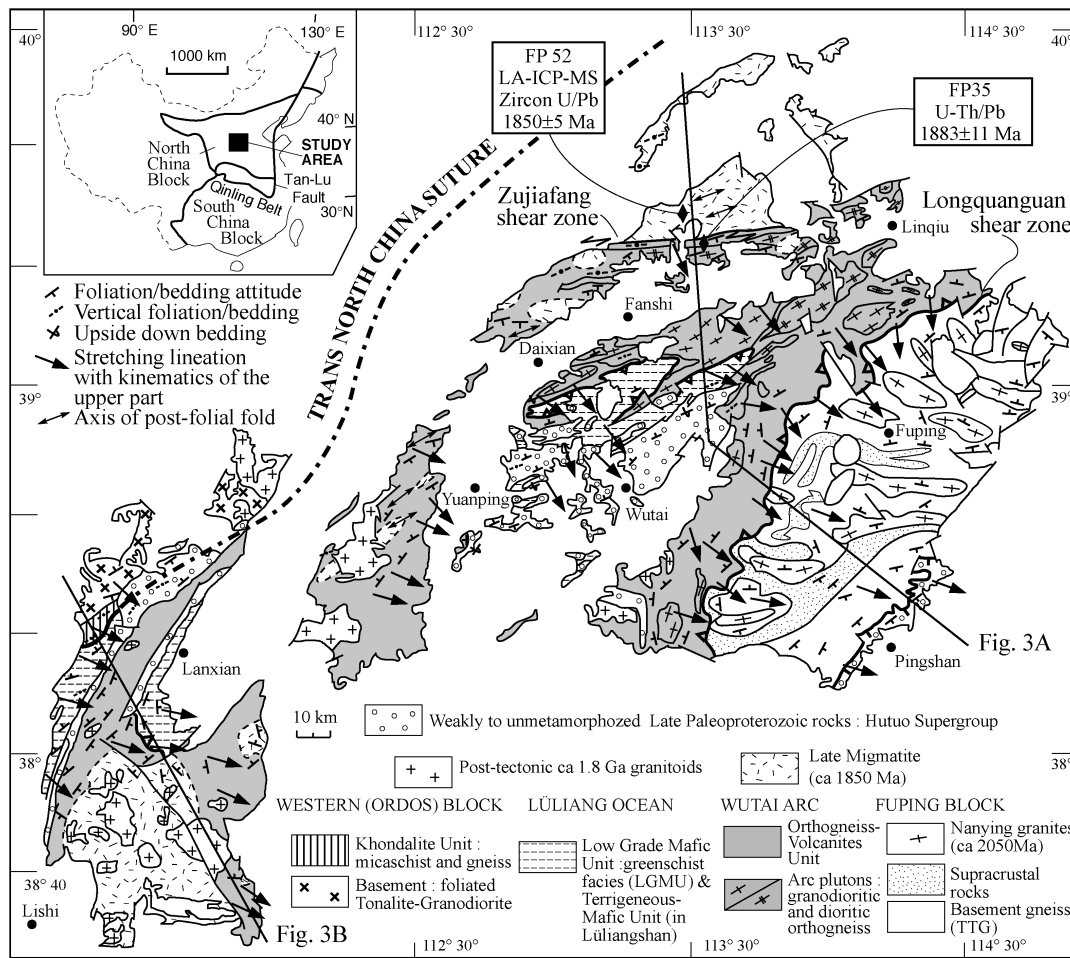 90° E
130° E
1000 km
40° N
North
China
Block
STUDY
AREA
Tan-Lu
Fault
Qinling Belt
30°N
South
China
Block
40°
112° 30°
113° 30°
114° 30°
40°
FP 52
LA-ICP-MS
Zircon U/Pb
1850±5 Ma
FP35
U-Th/Pb
1883±11 Ma
TRANS NORTH CHINA SUTURE
Zujiafang
shear zone
Longquanguan
shear zone
Linqiu
Fanshi
Daixian
Foliation/bedding attitude
Vertical foliation/bedding
Upside down bedding
Stretching lineation
with kinematics of the
upper part
Axis of post-folial fold
39°
39°
Fuping
Yuanping
Wutai
Lanxian
Pingshan
Fig. 3A
10 km
Weakly to unmetamorphozed Late Paleoproterozoic rocks : Hutuo Supergroup
38°
38°
Post-tectonic ca 1.8 Ga granitoids
Late Migmatite
(ca 1850 Ma)
WESTERN (ORDOS) BLOCK
Khondalite Unit :
micaschist and gneiss
Basement : foliated
Tonalite-Granodiorite
LÜLIANG OCEAN
Low Grade Mafic
Unit :greenschist
facies (LGMU) &
Terrigeneous-
Mafic Unit (in
Lüliangshan)
WUTAI ARC
Orthogneiss-
Volcanites
Unit
Arc plutons :
granodioritic
and dioritic
orthogneiss
FUPING BLOCK
Nanying granites
(ca 2050Ma)
Supracrustal
rocks
Basement gneiss
(TTG)
38° 40
Lishi
Fig. 3B
112° 30°
113° 30°
114° 30°